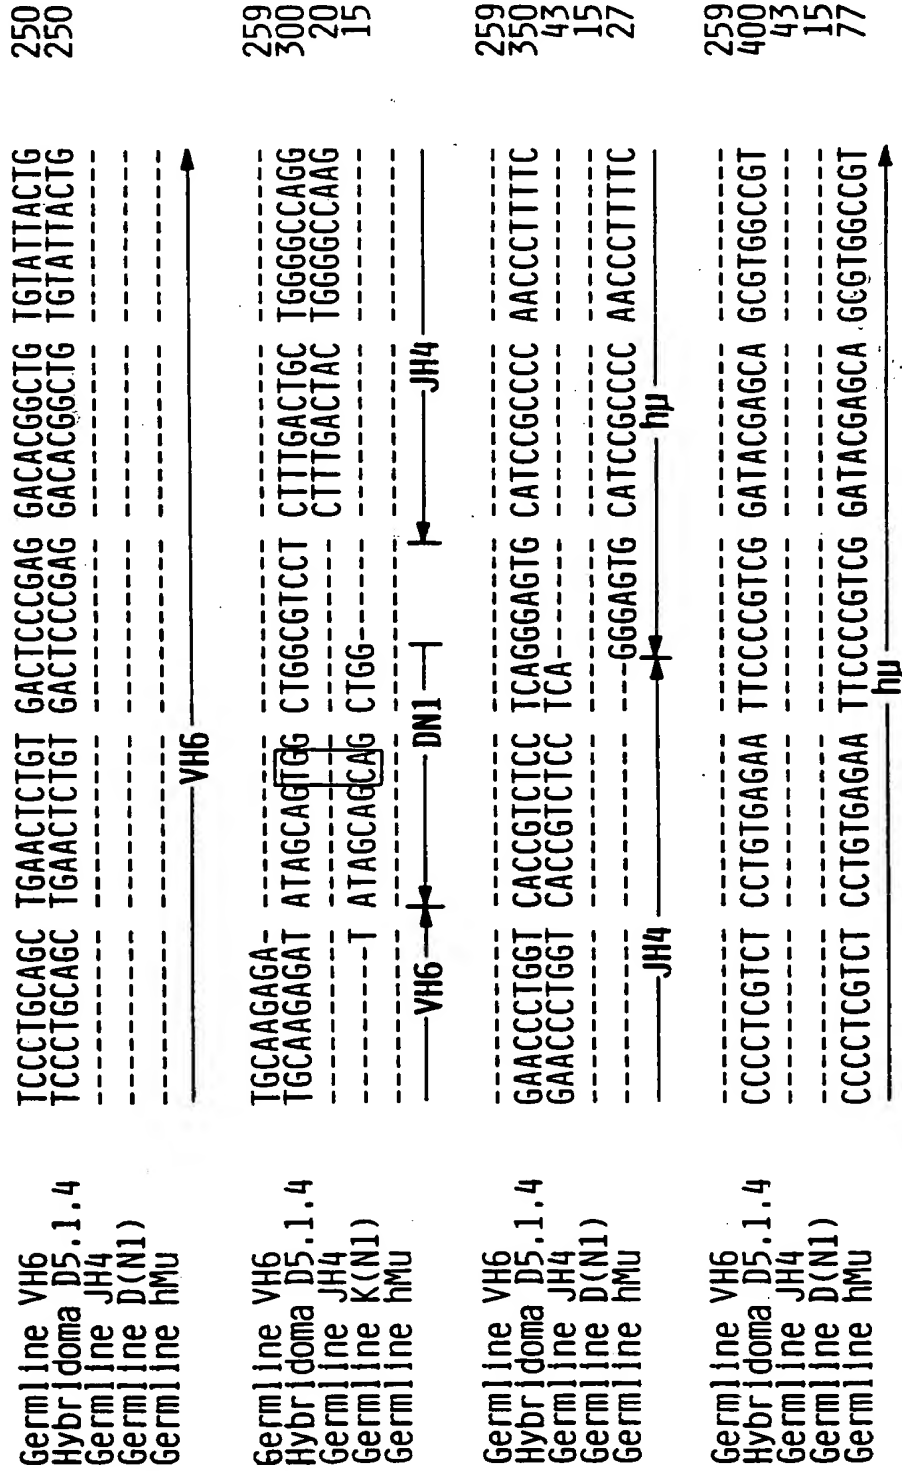 Germline VH6 TCCCTGCAGC TGAACTCTGT GACTCCCGAG GACACGGCTG TGTATTACTG 250
Hybridoma D5.1.4 TCCCTGCAGC TGAACTCTGT GACTCCCGAG GACACGGCTG TGTATTACTG 250
Germline JH4 ---------- ---------- ---------- ---------- ----------
Germline D(N1) ---------- ---------- ---------- ---------- ----------
Germline hMu ---------- ---------- ---------- ---------- ----------
VH6
Germline VH6 TGCAAGAGA- ---------- ---------- ---------- ---------- 259
Hybridoma D5.1.4 TGCAAGAGAT ATAGCAGTGG CTGGCGTCCT CTTTGACTGC TGGGGCCAGG 300
Germline JH4 ---------- ---------- ---------- CTTTGACTAC TGGGGCCAAG 20
Germline K(N1) ---------T ATAGCAGCAG CTGG------ ---------- ---------- 15
Germline hMu ---------- ---------- ---------- ---------- ----------
VH6 DN1 JH4
Germline VH6 ---------- ---------- ---------- ---------- ---------- 259
Hybridoma D5.1.4 GAACCCTGGT CACCGTCTCC TCAGGGAGTG CATCCGCCCC AACCCTTTTC 350
Germline JH4 GAACCCTGGT CACCGTCTCC TCA------- ---------- ---------- 43
Germline D(N1) ---------- ---------- ---------- ---------- ---------- 15
Germline hMu ---------- ---------- ---GGGAGTG CATCCGCCCC AACCCTTTTC 27
JH4 hµ
Germline VH6 ---------- ---------- ---------- ---------- ---------- 259
Hybridoma D5.1.4 CCCCTCGTCT CCTGTGAGAA TTCCCCGTCG GATACGAGCA GCGTGGCCGT 400
Germline JH4 ---------- ---------- ---------- ---------- ---------- 43
Germline D(N1) ---------- ---------- ---------- ---------- ---------- 15
Germline hMu CCCCTCGTCT CCTGTGAGAA TTCCCCGTCG GATACGAGCA GCGTGGCCGT 77
hµ